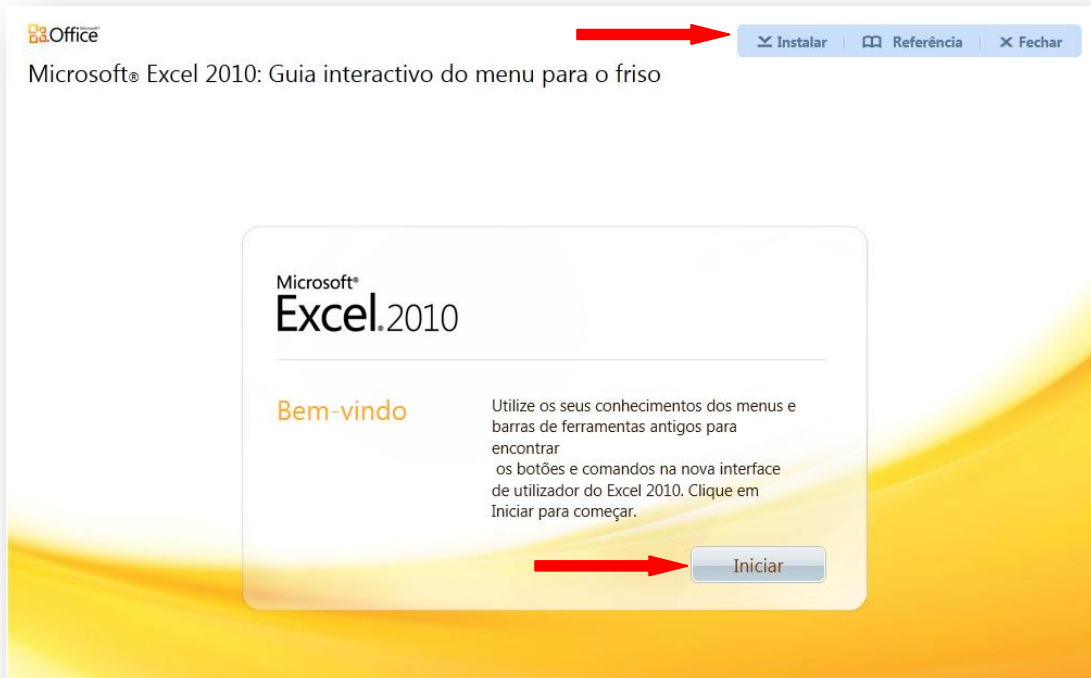 Microsoft®
Office
Instalar Referência Fechar
Microsoft® Excel 2010: Guia interactivo do menu para o friso
Microsoft®
Excel® 2010
Bem-vindo
Utilize os seus conhecimentos dos menus e
barras de ferramentas antigos para
encontrar
os botões e comandos na nova interface
de utilizador do Excel 2010. Clique em
Iniciar para começar.
Iniciar